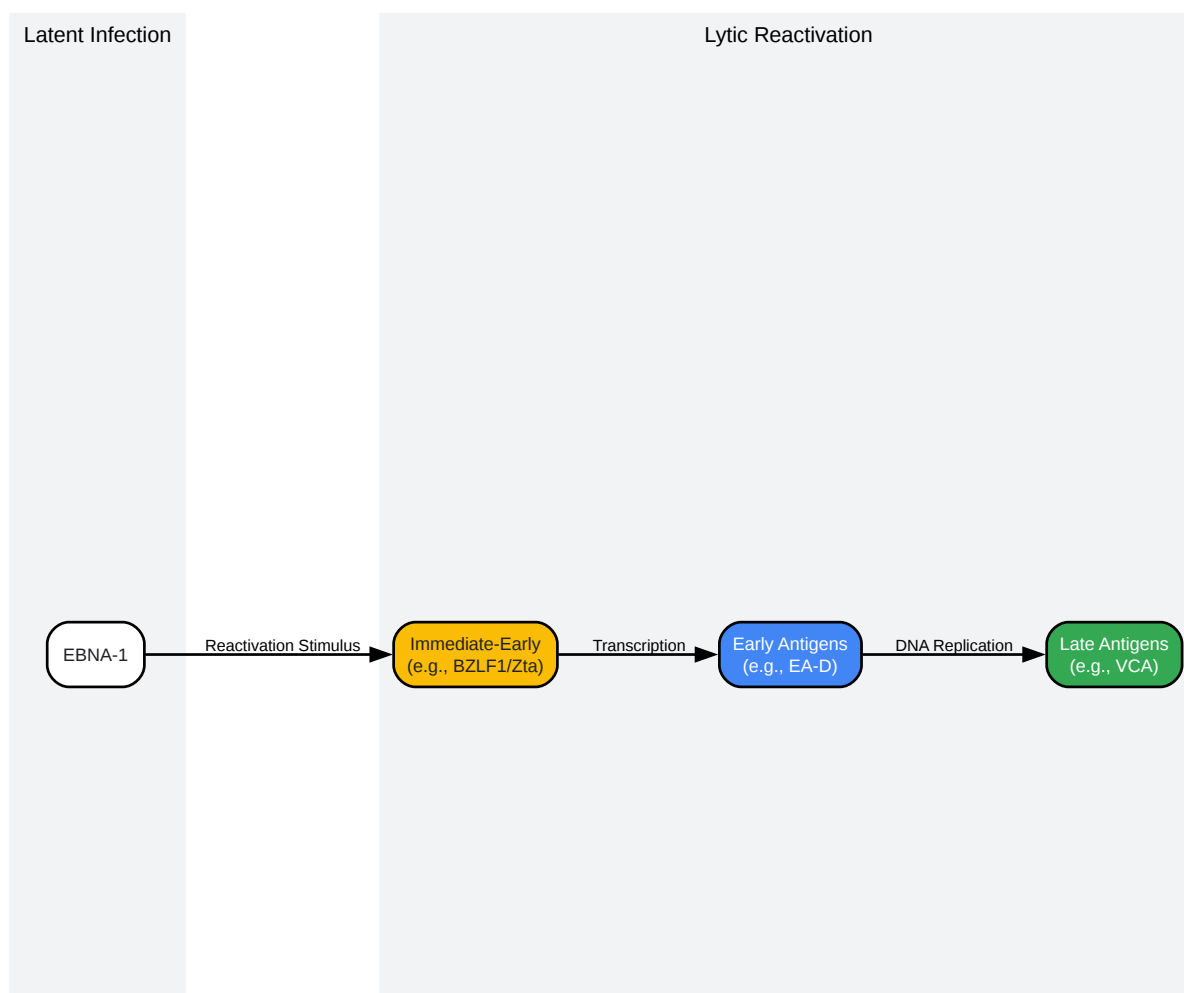 Latent Infection
Lytic Reactivation
EBNA-1
Reactivation Stimulus
Immediate-Early
(e.g., BZLF1/Zta)
Transcription
Early Antigens
(e.g., EA-D)
DNA Replication
Late Antigens
(e.g., VCA)